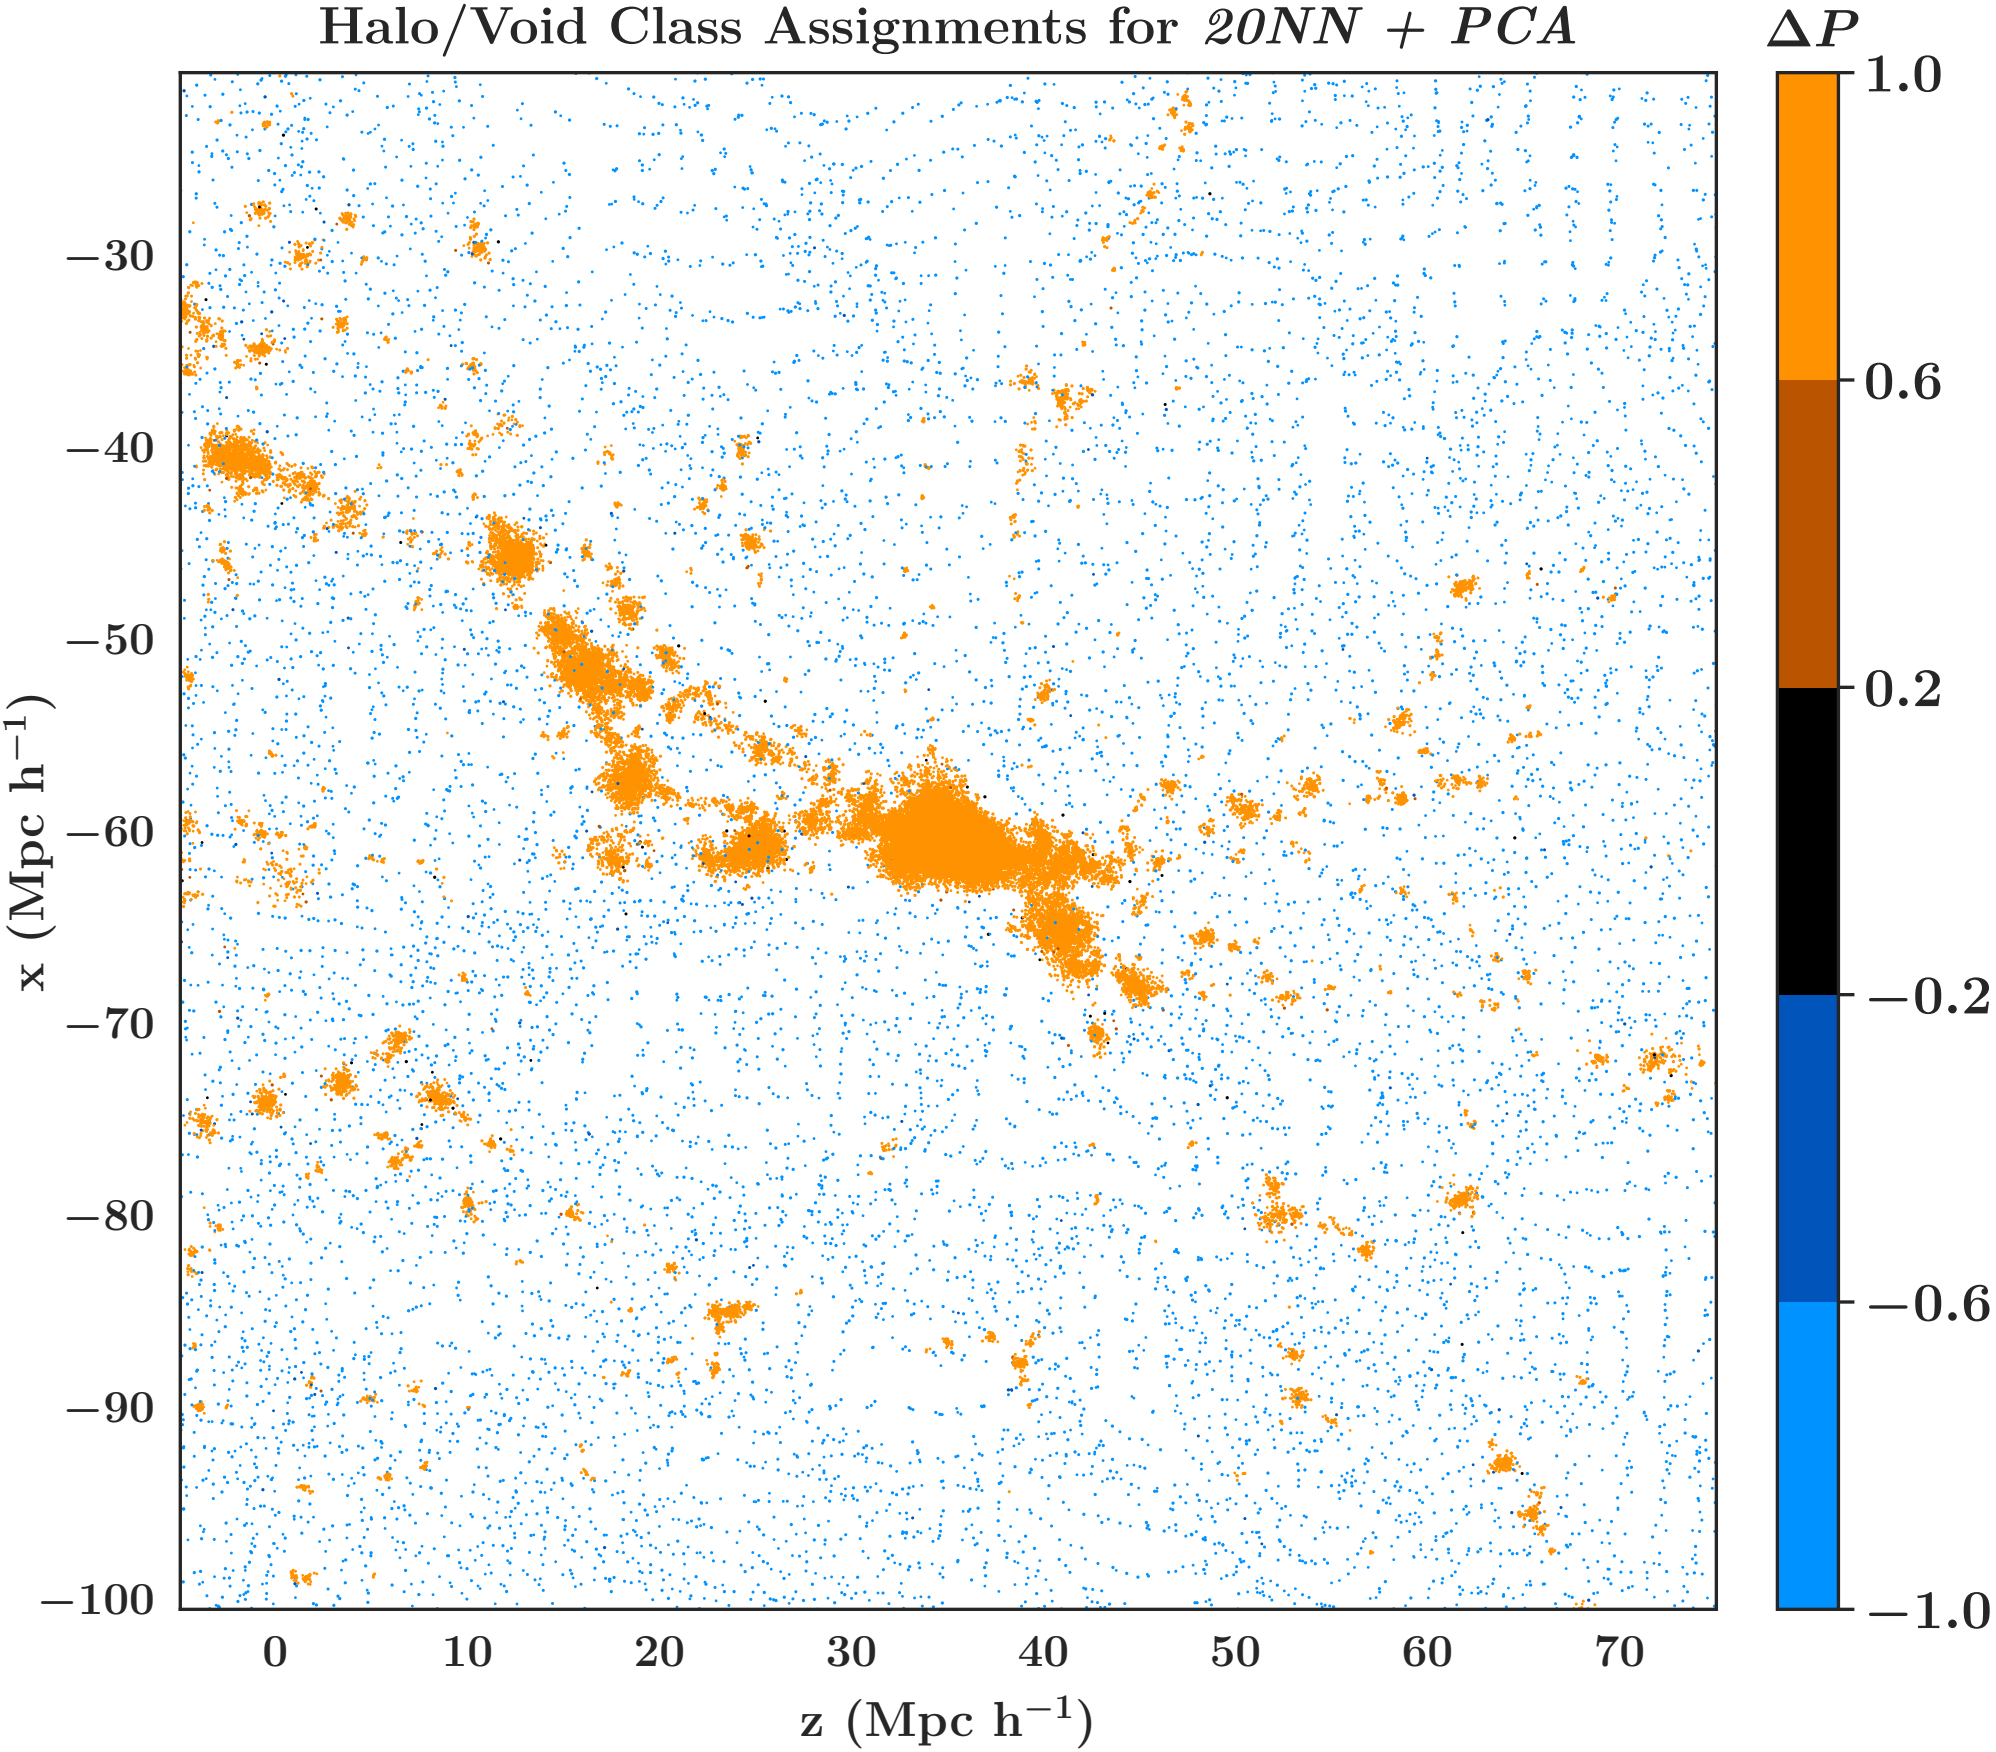 Halo/Void Class Assignments for 20NN + PCA
ΔP
1.0
0.6
0.2
−0.2
−0.6
−1.0
−30
−40
−50
−60
−70
−80
−90
−100
x (Mpc h⁻¹)
0 10 20 30 40 50 60 70
z (Mpc h⁻¹)